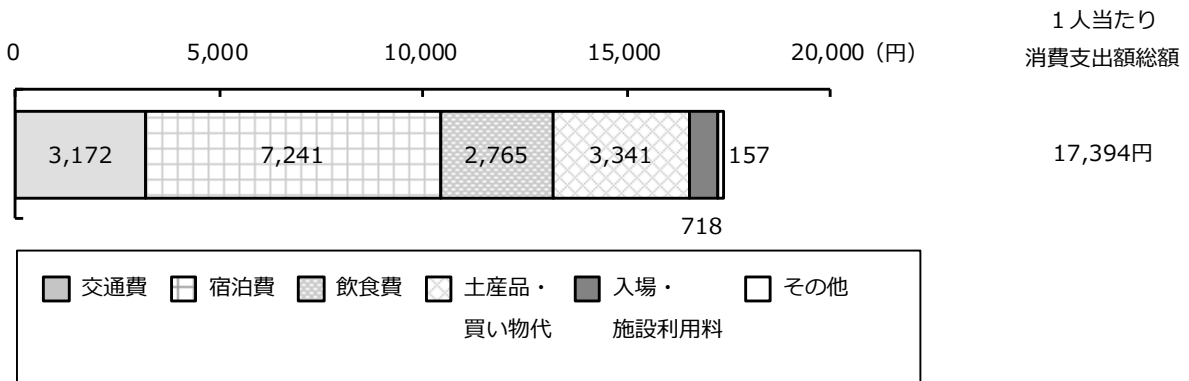 1人当たり
消費支出額総額
0 5,000 10,000 15,000 20,000（円）
3,172 7,241 2,765 3,341 157 17,394円
718
交通費 宿泊費 飲食費 土産品・ 入場・ その他
買い物代 施設利用料